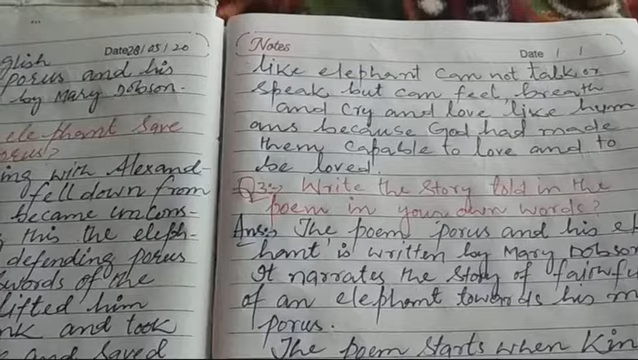 glish
Date 28/05/20
porus and his
by Mary Dobson.
elephant save
porus?
ing with Alexand-
fell down from
became uncons-
this the eleph-
defending porus
words of the
lifted him
nk and took
and saved
Notes
Date / /
like elephant can not talk or
speak but can feel, breath
and cry and love like hum
ans because God had made
them capable to love and to
be loved.
Q3:- Write the story told in the
poem in your own words?
Ans:- The poem porus and his el
hant' is written by Mary Dobson
It narrates the story of faithfu
of an elephant towards his m
porus.
The poem starts when Kin